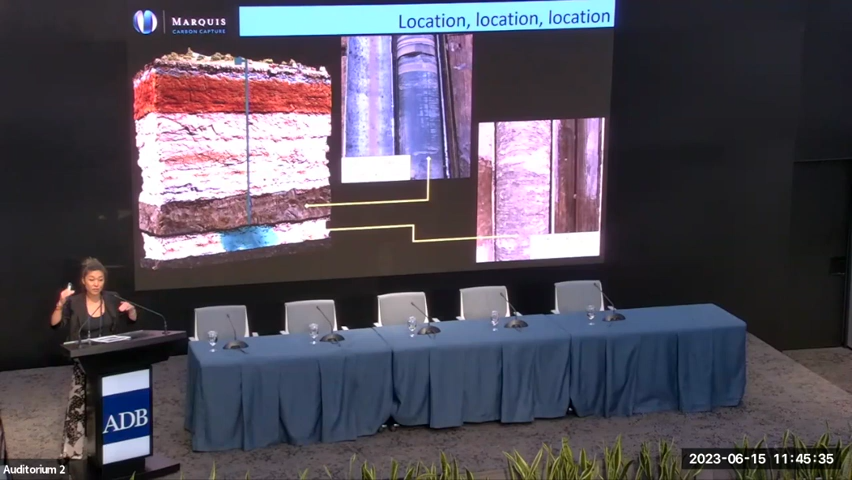 MARQUIS
CARBON CAPTURE
Location, location, location
ADB
Auditorium 2
2023-06-15 11:45:35